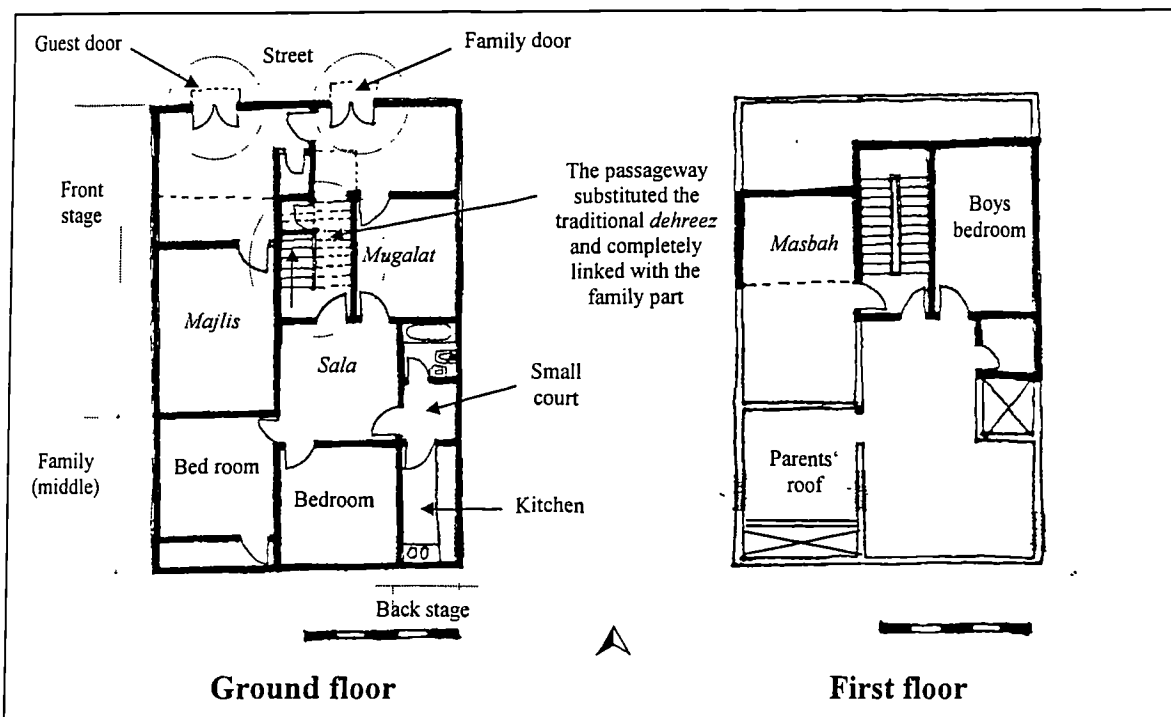 Guest door
Street
Family door
Front
stage
The passageway
substituted the
traditional dehreez
and completely
linked with the
family part
Mugalat
Majlis
Sala
Small
court
Family
(middle)
Bed room
Bedroom
Kitchen
Back stage
Ground floor
Masbah
Boys
bedroom
Parents'
roof
First floor